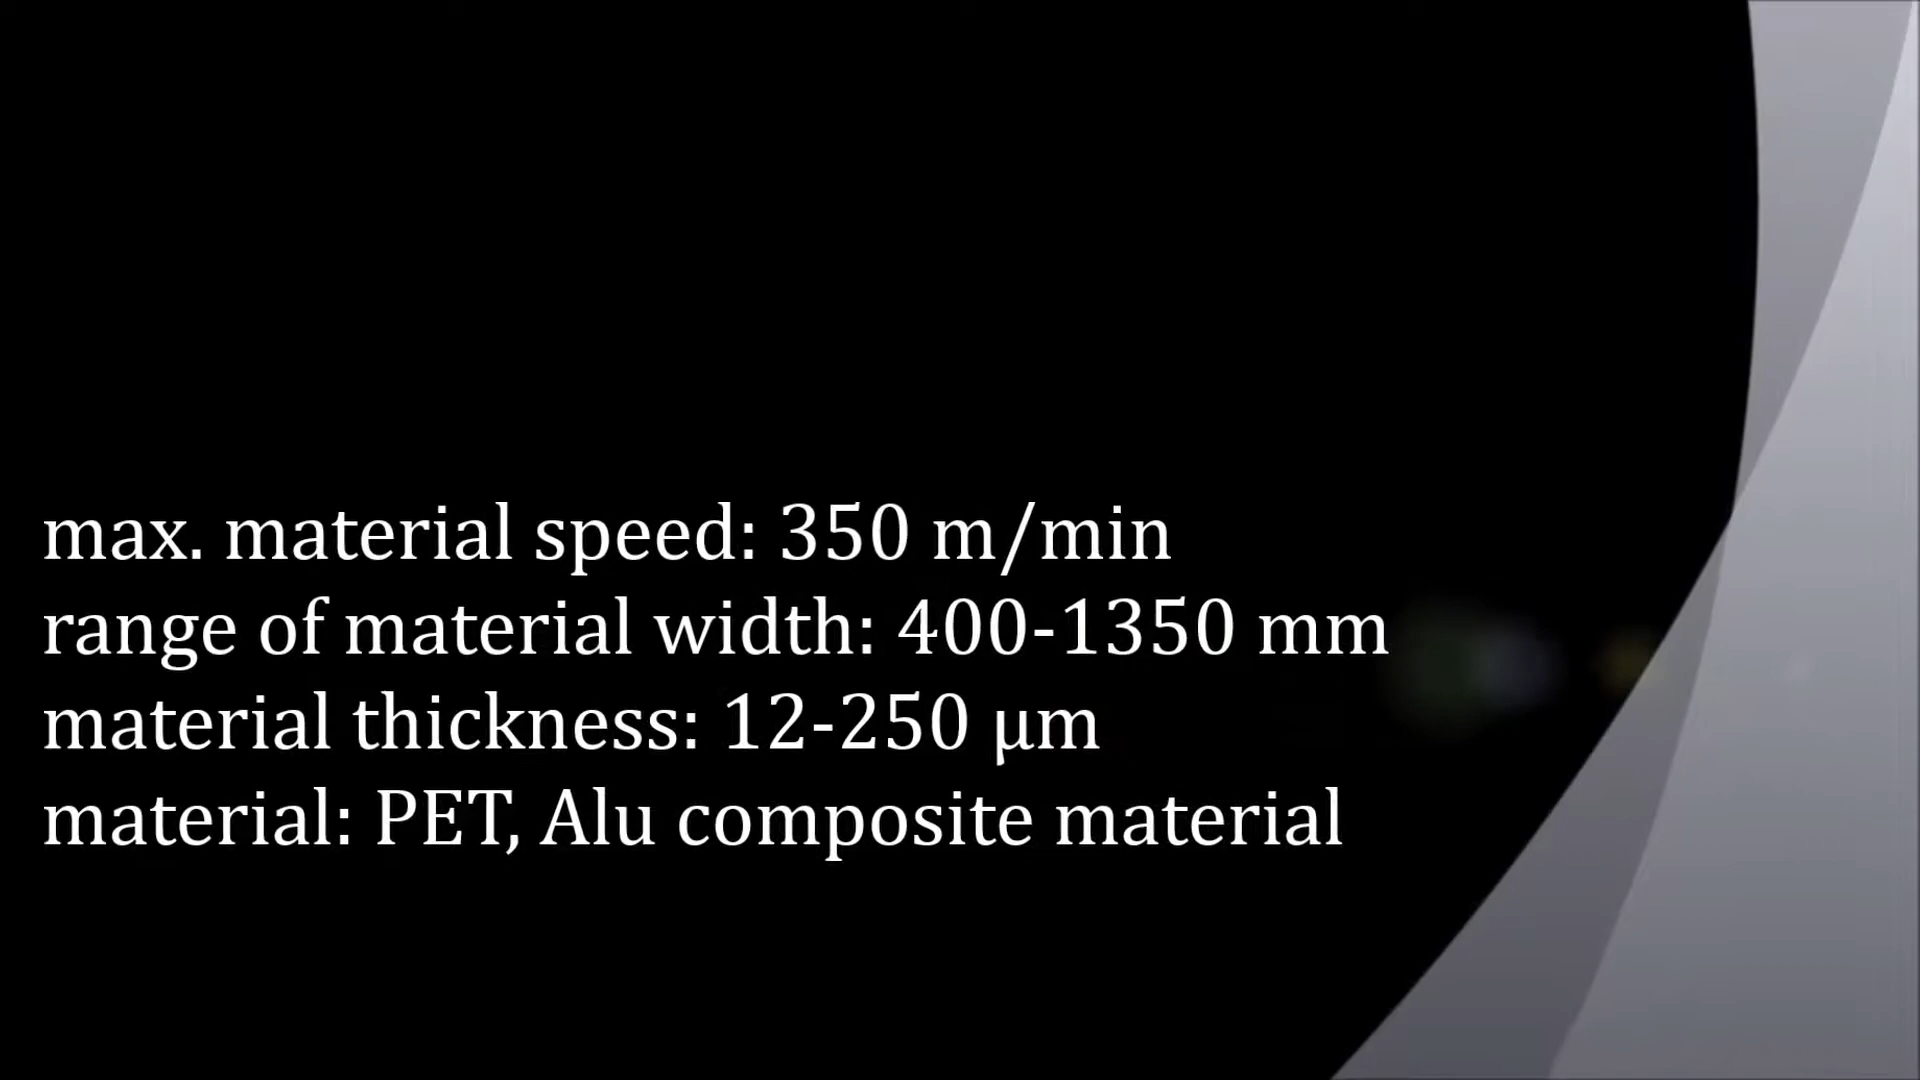 max. material speed: 350 m/min
range of material width: 400-1350 mm
material thickness: 12-250 µm
material: PET, Alu composite material